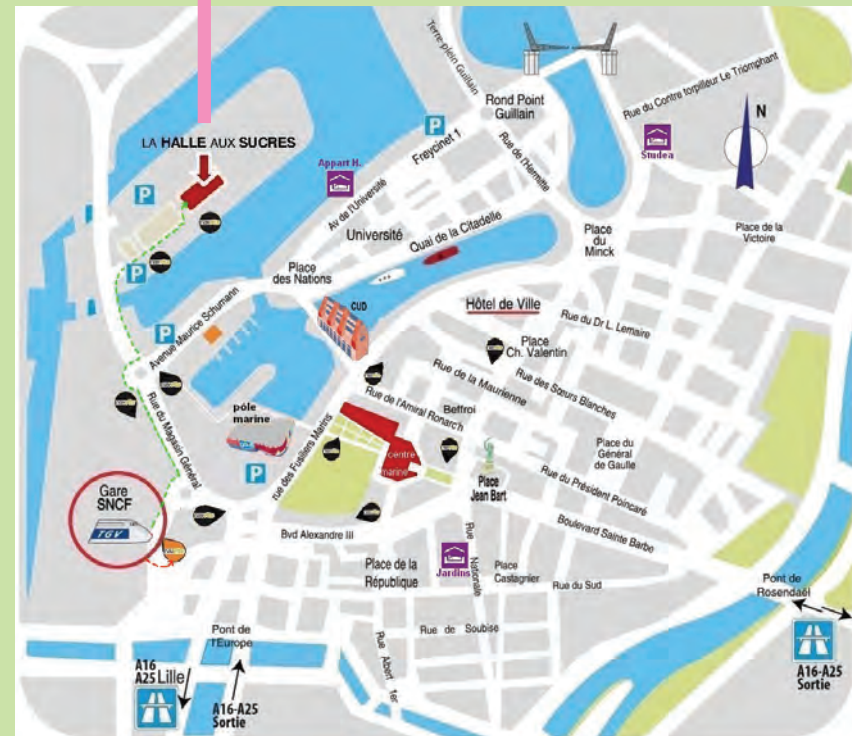 Terre-plein Guillain
Rue du Contre torpilleur Le Triomphant
Rond Point
Guillain
N
P
LA HALLE AUX SUCRES
Freycinet 1
Rue de l'Hermitte
Studea
Appart H.
P
Av de l'Université
Université
Quai de la Citadelle
Place
du
Minck
Place de la
Victoire
P
Place
des Nations
CUD
Hôtel de Ville
Rue du Dr L. Lemaire
P
Avenue Maurice Schumann
Place
Ch. Valentin
Rue de la Maurienne
Rue des Sœurs Blanches
Rue du Magasin Général
pôle
marine
P
rue des Fusiliers Marins
Rue de l'Amiral Ronarc'h
Beffroi
centre
marine
Place
Jean Bart
Place du
Général
de Gaulle
Rue du Président Poincaré
Gare
SNCF
TGV
Bvd Alexandre III
Boulevard Sainte Barbe
Place de la
République
Jardins
Rue Nationale
Place
Castagnier
Rue du Sud
Pont de
Rosendaël
Pont de
l'Europe
Rue de Soubise
Rue Albert 1er
A16
A25 Lille
A16-A25
Sortie
A16-A25
Sortie